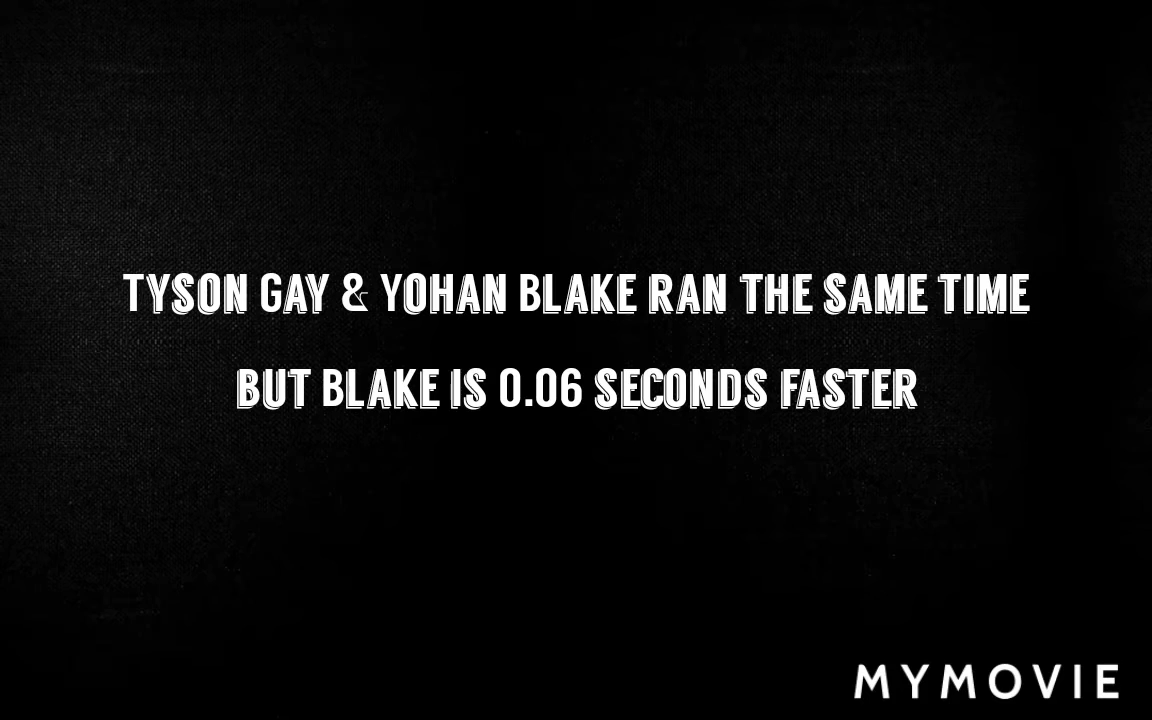 TYSON GAY & YOHAN BLAKE RAN THE SAME TIME
BUT BLAKE IS 0.06 SECONDS FASTER
MYMOVIE